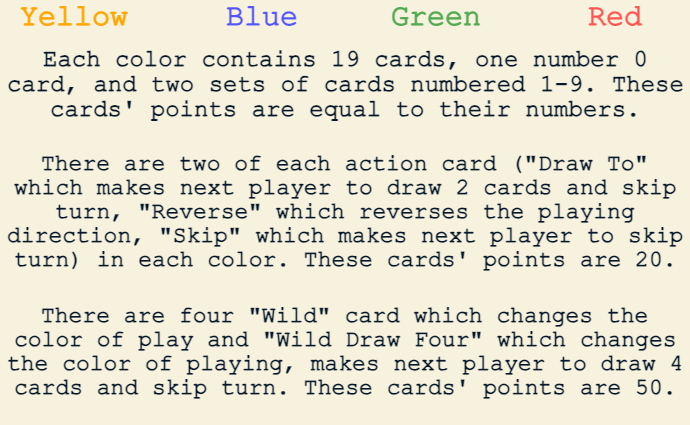 Yellow Blue Green Red
Each color contains 19 cards, one number 0
card, and two sets of cards numbered 1-9. These
cards' points are equal to their numbers.
There are two of each action card ("Draw To"
which makes next player to draw 2 cards and skip
turn, "Reverse" which reverses the playing
direction, "Skip" which makes next player to skip
turn) in each color. These cards' points are 20.
There are four "Wild" card which changes the
color of play and "Wild Draw Four" which changes
the color of playing, makes next player to draw 4
cards and skip turn. These cards' points are 50.